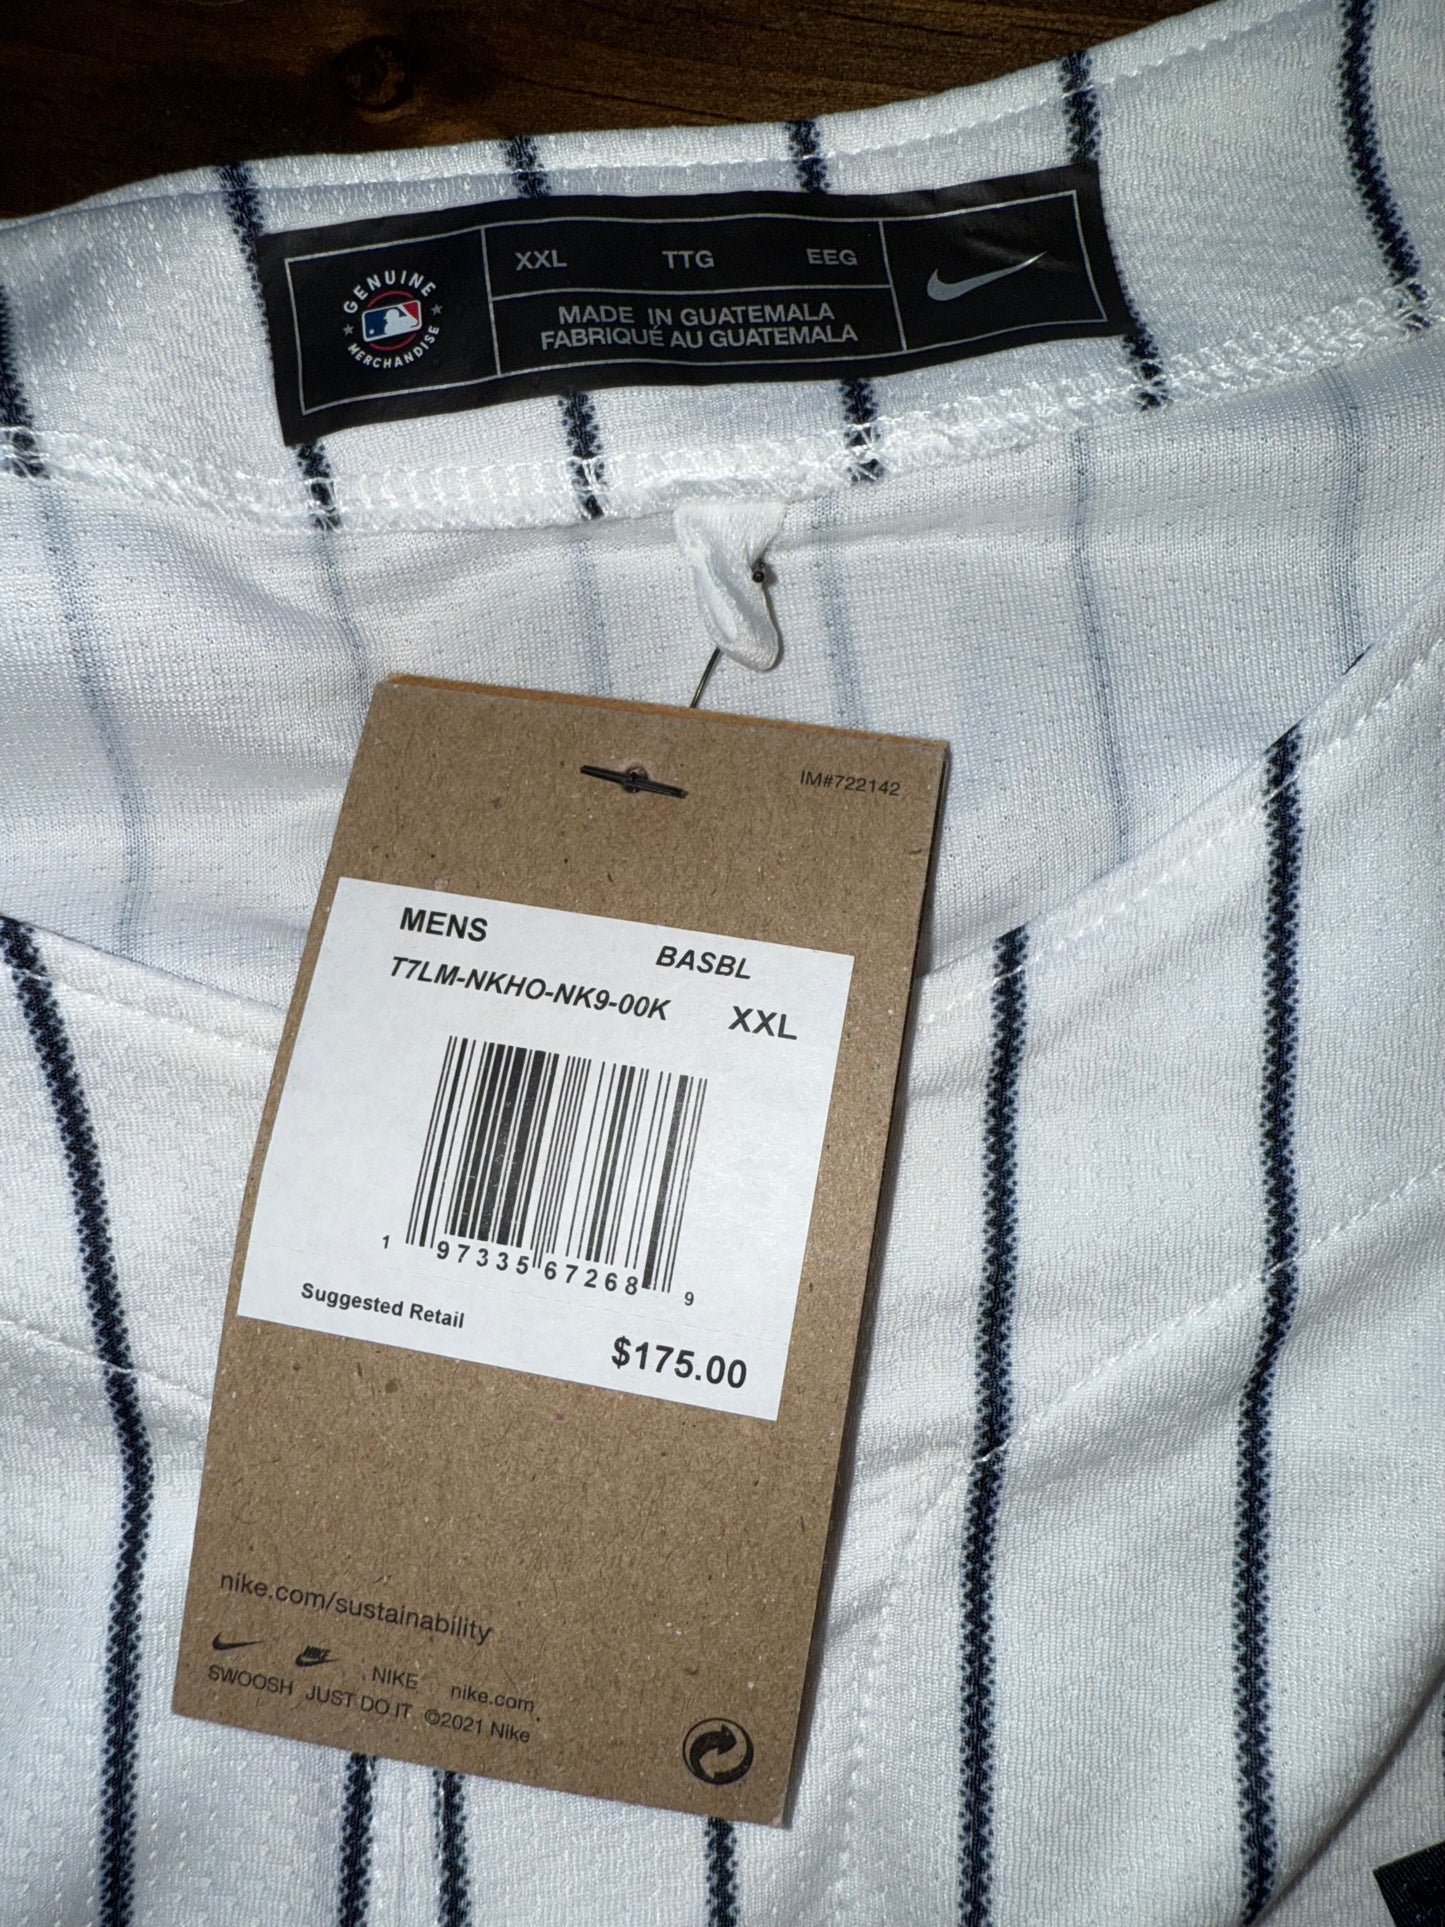 GENUINE
MERCHANDISE
XXL TTG EEG
MADE IN GUATEMALA
FABRIQUÉ AU GUATEMALA
IM#722142
MENS
BASBL
T7LM-NKHO-NK9-00K
XXL
1 97335 67268 9
Suggested Retail
$175.00
nike.com/sustainability
NIKE
NIKE nike.com
SWOOSH JUST DO IT ©2021 Nike